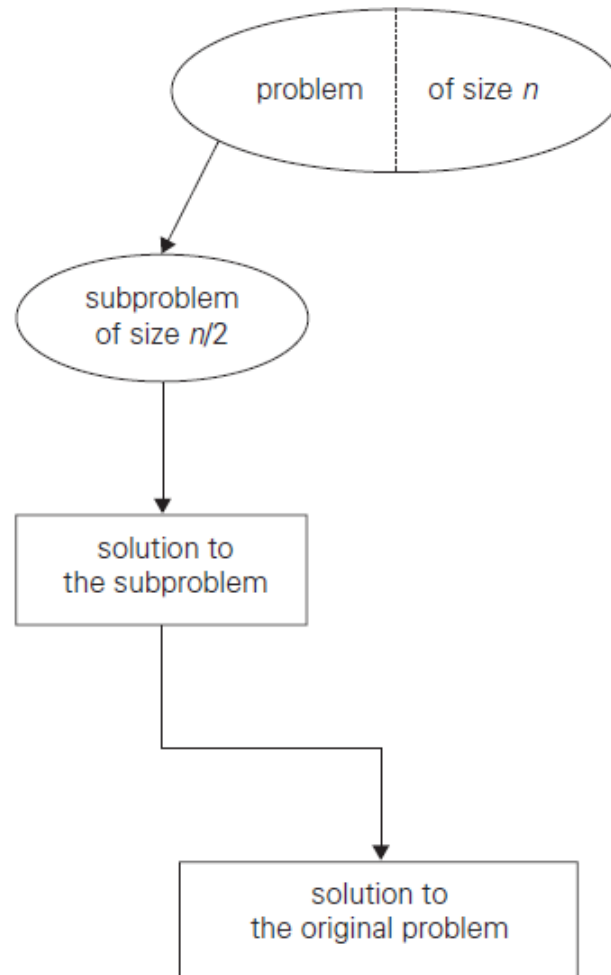 problem of size n
subproblem
of size n/2
solution to
the subproblem
solution to
the original problem